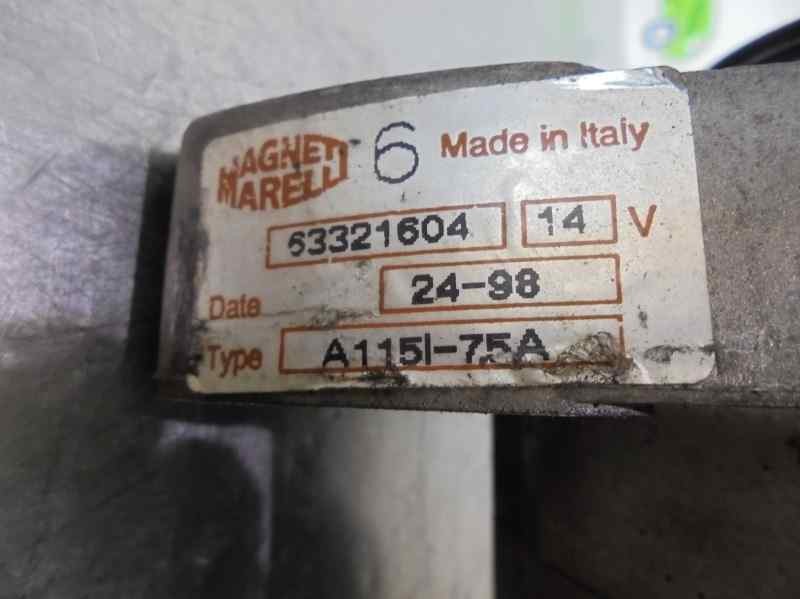 MAGNETI
MARELLI
6
Made in Italy
63321604
14 V
Date 24-98
Type A115I-75A